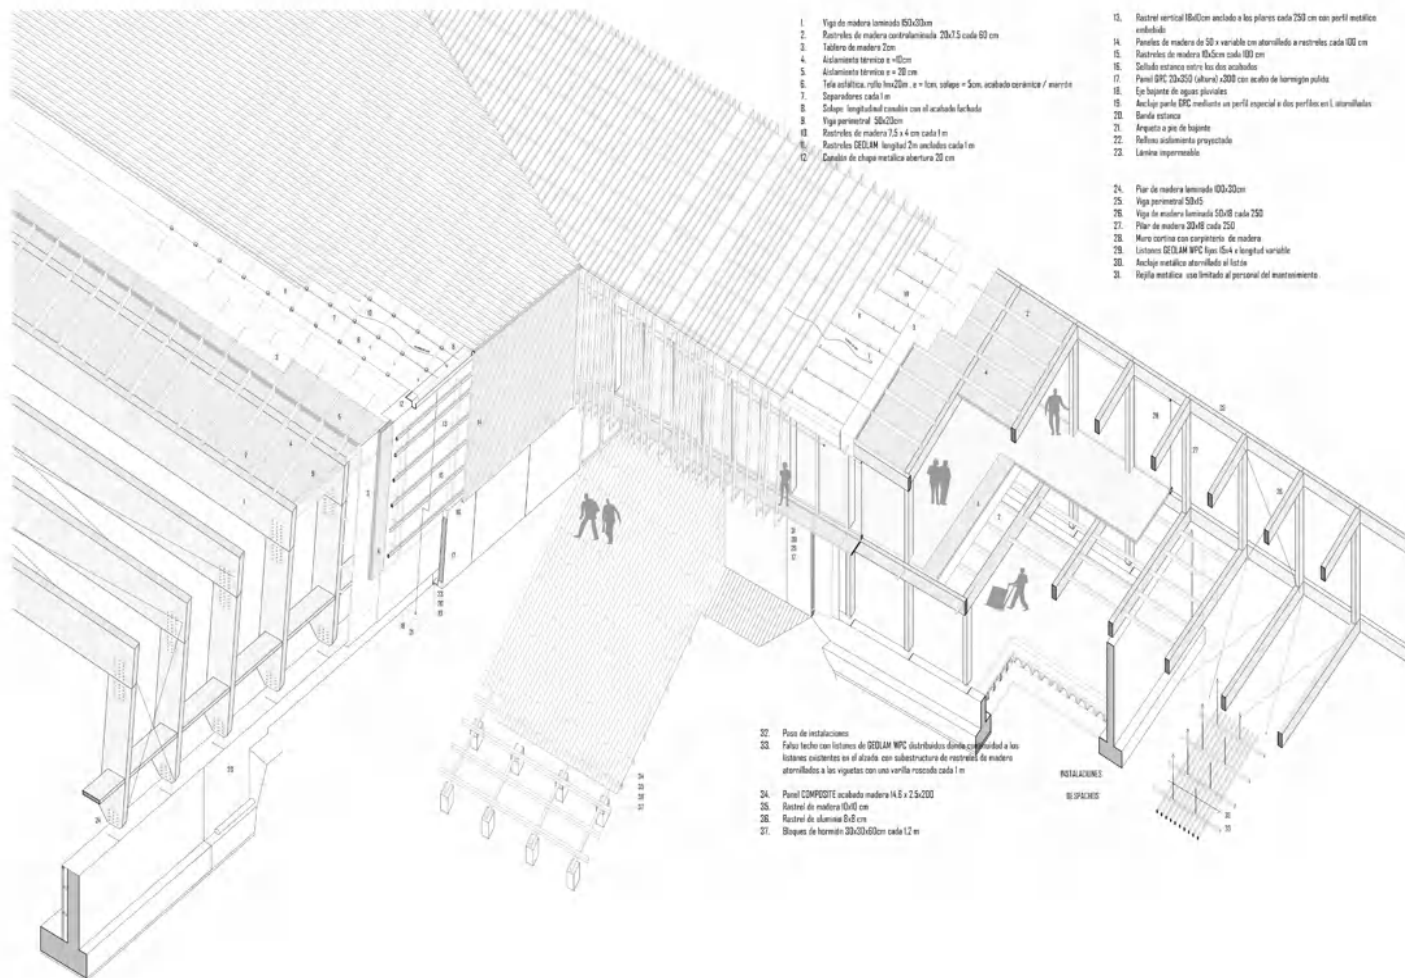 1. Viga de madera laminada 150x30xm
2. Rastreles de madera contralaminada 20x7.5 cada 60 cm
3. Tablero de madera 2cm
4. Aislamiento térmico e =10cm
5. Aislamiento térmico e = 20 cm
6. Tela asfáltica, rollo 1mx20m , e = 1cm, solape = 5cm, acabado cerámico / marrón
7. Separadores cada 1 m
8. Solape longitudinal canalón con el acabado fachada
9. Viga perimetral 50x20cm
10. Rastreles de madera 7,5 x 4 cm cada 1 m
11. Rastreles GEOLAM longitud 2m anclados cada 1 m
12. Canalón de chapa metálica abertura 20 cm
13. Rastrel vertical 18x10cm anclado a los pilares cada 250 cm con perfil metálico
embebido
14. Paneles de madera de 50 x variable cm atornillado a rastreles cada 100 cm
15. Rastreles de madera 10x5cm cada 100 cm
16. Sellado estanco entre los dos acabados
17. Panel GRC 20x350 (altura) x300 con acabo de hormigón pulido
18. Eje bajante de aguas pluviales
19. Anclaje panle GRC mediante un perfil especial o dos perfiles en L atornillados
20. Banda estanca
21. Arqueta a pie de bajante
22. Relleno aislamiento proyectado
23. Lámina impermeable
24. Piar de madera laminada 100x30cm
25. Viga perimetral 50x15
26. Viga de madera laminada 50x18 cada 250
27. Pilar de madera 30x18 cada 250
28. Muro cortina con carpintería de madera
29. Listones GEOLAM WPC fijos 15x4 x longitud variable
30. Anclaje metálico atornillado al listón
31. Rejilla metálica uso limitado al personal del mantenimiento
32. Paso de instalaciones
33. Falso techo con listones de GEOLAM WPC distribuidos dando continuidad a los
listones existentes en el alzado con subestructura de rastreles de madera
atornillados a las viguetas con una varilla roscada cada 1 m
34. Panel COMPOSITE acabado madera 14.6 x 2.5x200
35. Rastrel de madera 10x10 cm
36. Rastrel de aluminio 8x8 cm
37. Bloques de hormión 30x30x60cm cada 1.2 m
INSTALACIONES
DESPACHOS
34
35
36
37